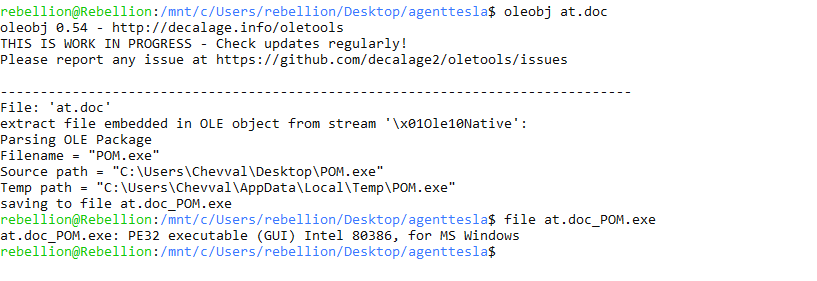 rebellion@Rebellion:/mnt/c/Users/rebellion/Desktop/agenttesla$ oleobj at.doc
oleobj 0.54 - http://decalage.info/oletools
THIS IS WORK IN PROGRESS - Check updates regularly!
Please report any issue at https://github.com/decalage2/oletools/issues

-------------------------------------------------------------------------------
File: 'at.doc'
extract file embedded in OLE object from stream '\x01Ole10Native':
Parsing OLE Package
Filename = "POM.exe"
Source path = "C:\Users\Chevval\Desktop\POM.exe"
Temp path = "C:\Users\Chevval\AppData\Local\Temp\POM.exe"
saving to file at.doc_POM.exe
rebellion@Rebellion:/mnt/c/Users/rebellion/Desktop/agenttesla$ file at.doc_POM.exe
at.doc_POM.exe: PE32 executable (GUI) Intel 80386, for MS Windows
rebellion@Rebellion:/mnt/c/Users/rebellion/Desktop/agenttesla$